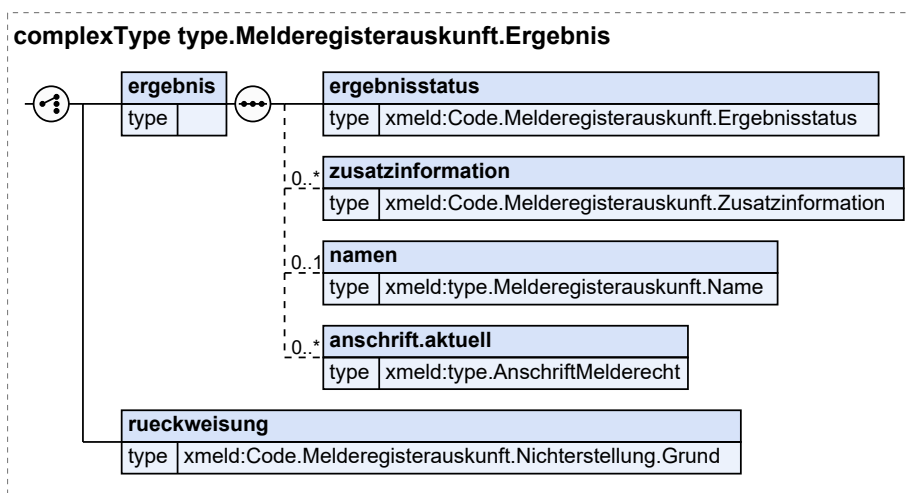 complexType type.Melderegisterauskunft.Ergebnis
ergebnis
type
ergebnisstatus
type xmeld:Code.Melderegisterauskunft.Ergebnisstatus
0..*
zusatzinformation
type xmeld:Code.Melderegisterauskunft.Zusatzinformation
0..1
namen
type xmeld:type.Melderegisterauskunft.Name
0..*
anschrift.aktuell
type xmeld:type.AnschriftMelderecht
rueckweisung
type xmeld:Code.Melderegisterauskunft.Nichterstellung.Grund